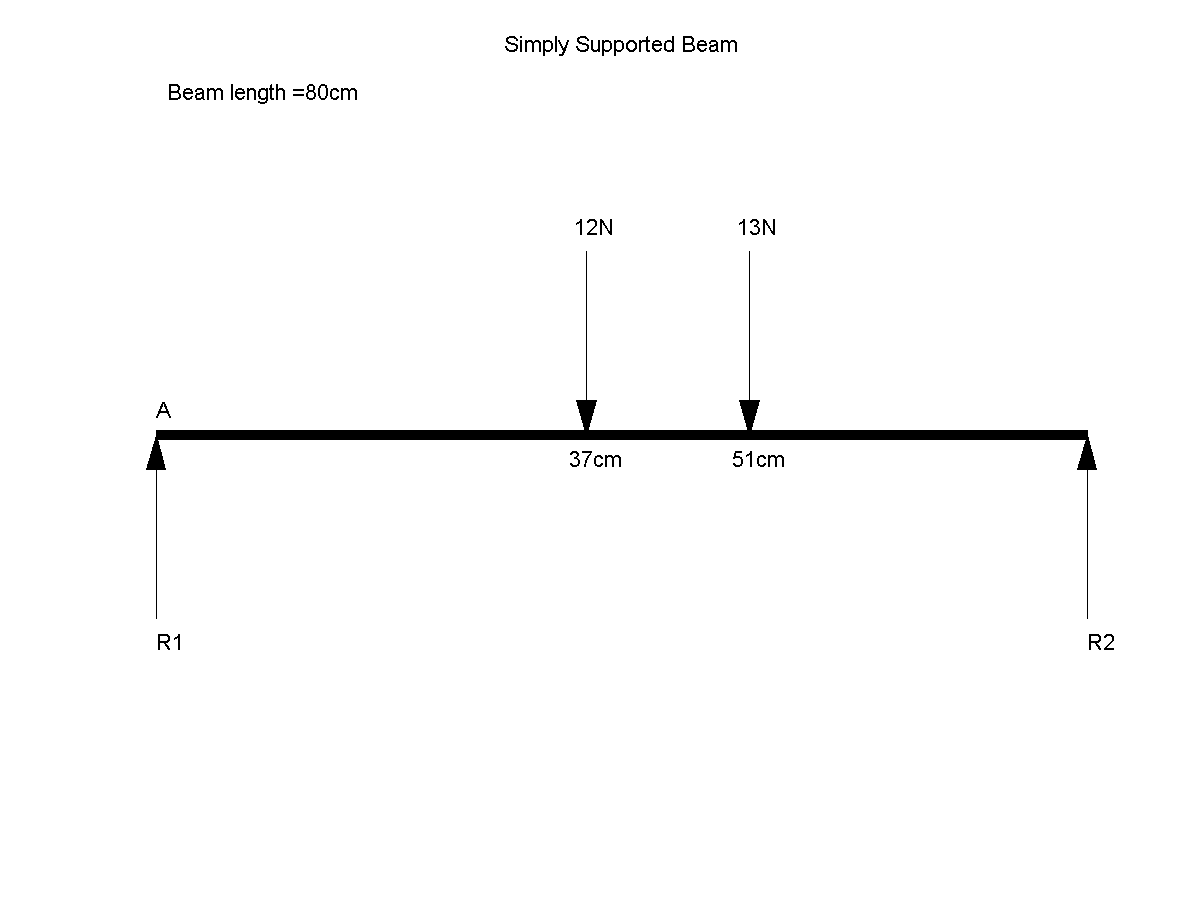 Simply Supported Beam
Beam length =80cm
12N
13N
A
37cm
51cm
R1
R2